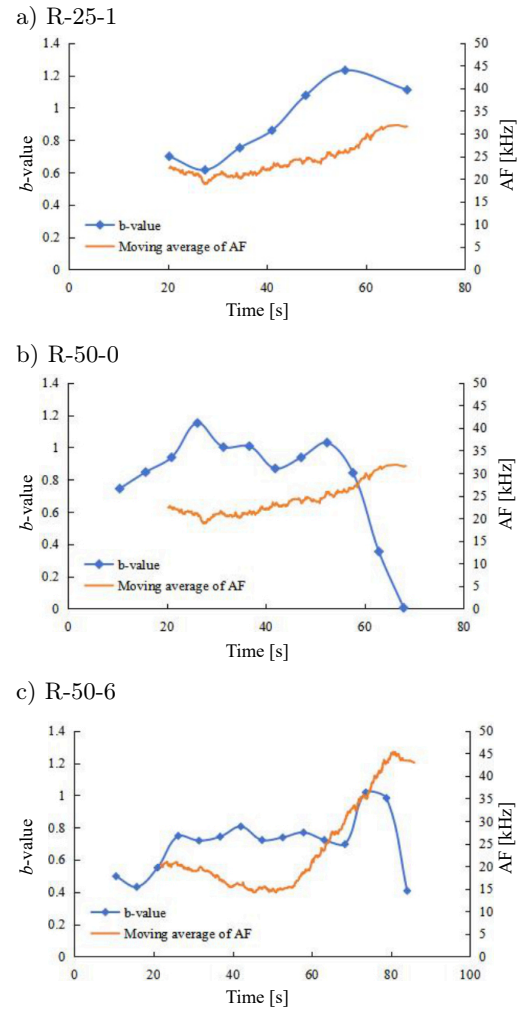 a) R-25-1
1.4
1.2
1
0.8
0.6
0.4
0.2
0
b-value
50
45
40
35
30
25
20
15
10
5
0
AF [kHz]
b-value
Moving average of AF
0 20 40 60 80
Time [s]
b) R-50-0
1.4
1.2
1
0.8
0.6
0.4
0.2
0
b-value
50
45
40
35
30
25
20
15
10
5
0
AF [kHz]
b-value
Moving average of AF
0 20 40 60 80
Time [s]
c) R-50-6
1.4
1.2
1
0.8
0.6
0.4
0.2
0
b-value
50
45
40
35
30
25
20
15
10
5
0
AF [kHz]
b-value
Moving average of AF
0 20 40 60 80 100
Time [s]